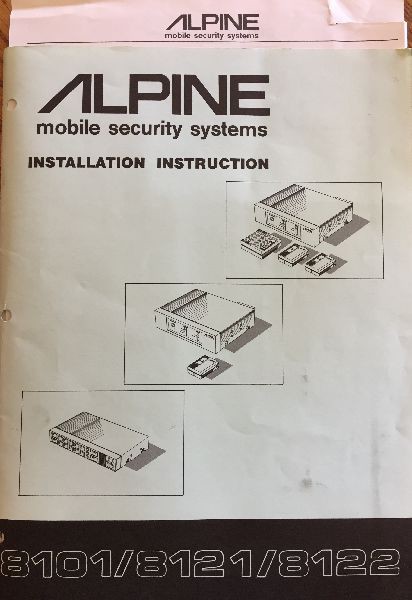 ALPINE
mobile security systems
ALPINE
mobile security systems
INSTALLATION INSTRUCTION
8101/8121/8122